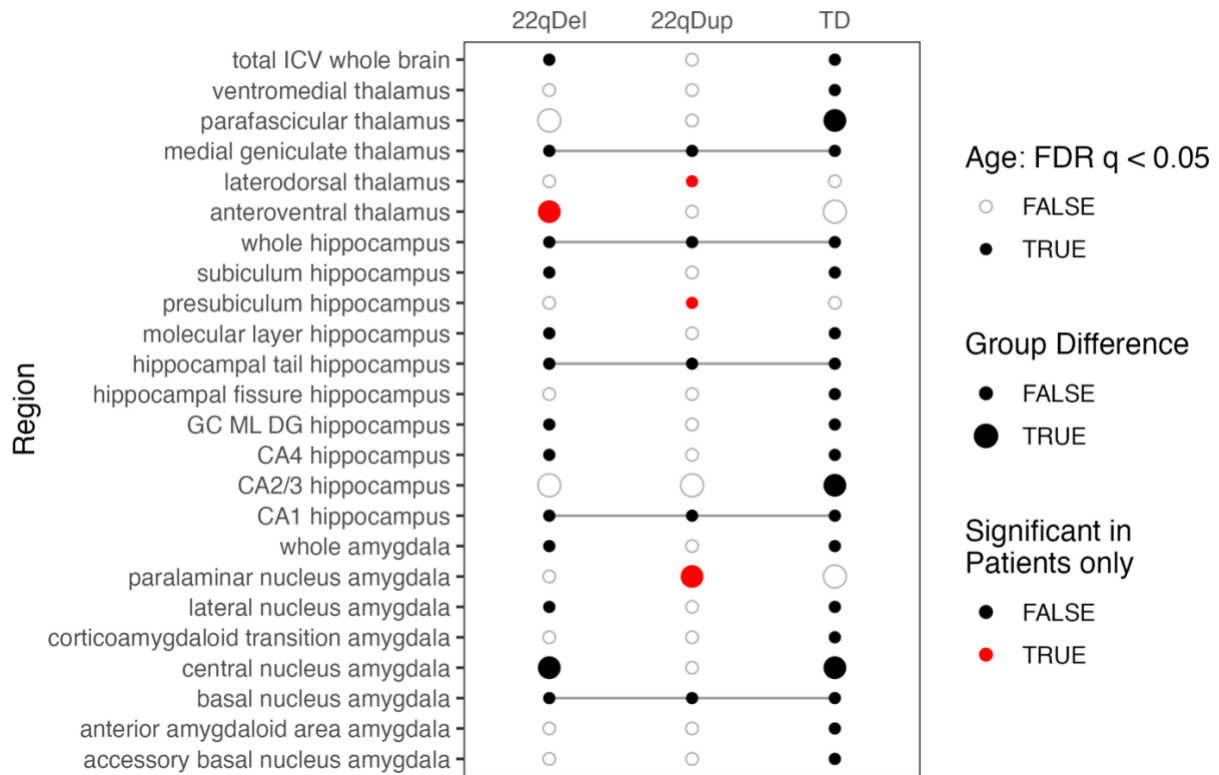 22qDel 22qDup TD
total ICV whole brain
ventromedial thalamus
parafascicular thalamus
medial geniculate thalamus
laterodorsal thalamus
anteroventral thalamus
whole hippocampus
subiculum hippocampus
presubiculum hippocampus
molecular layer hippocampus
hippocampal tail hippocampus
hippocampal fissure hippocampus
GC ML DG hippocampus
CA4 hippocampus
CA2/3 hippocampus
CA1 hippocampus
whole amygdala
paralaminar nucleus amygdala
lateral nucleus amygdala
corticoamygdaloid transition amygdala
central nucleus amygdala
basal nucleus amygdala
anterior amygdaloid area amygdala
accessory basal nucleus amygdala
Region
Age: FDR q < 0.05
FALSE
TRUE
Group Difference
FALSE
TRUE
Significant in
Patients only
FALSE
TRUE